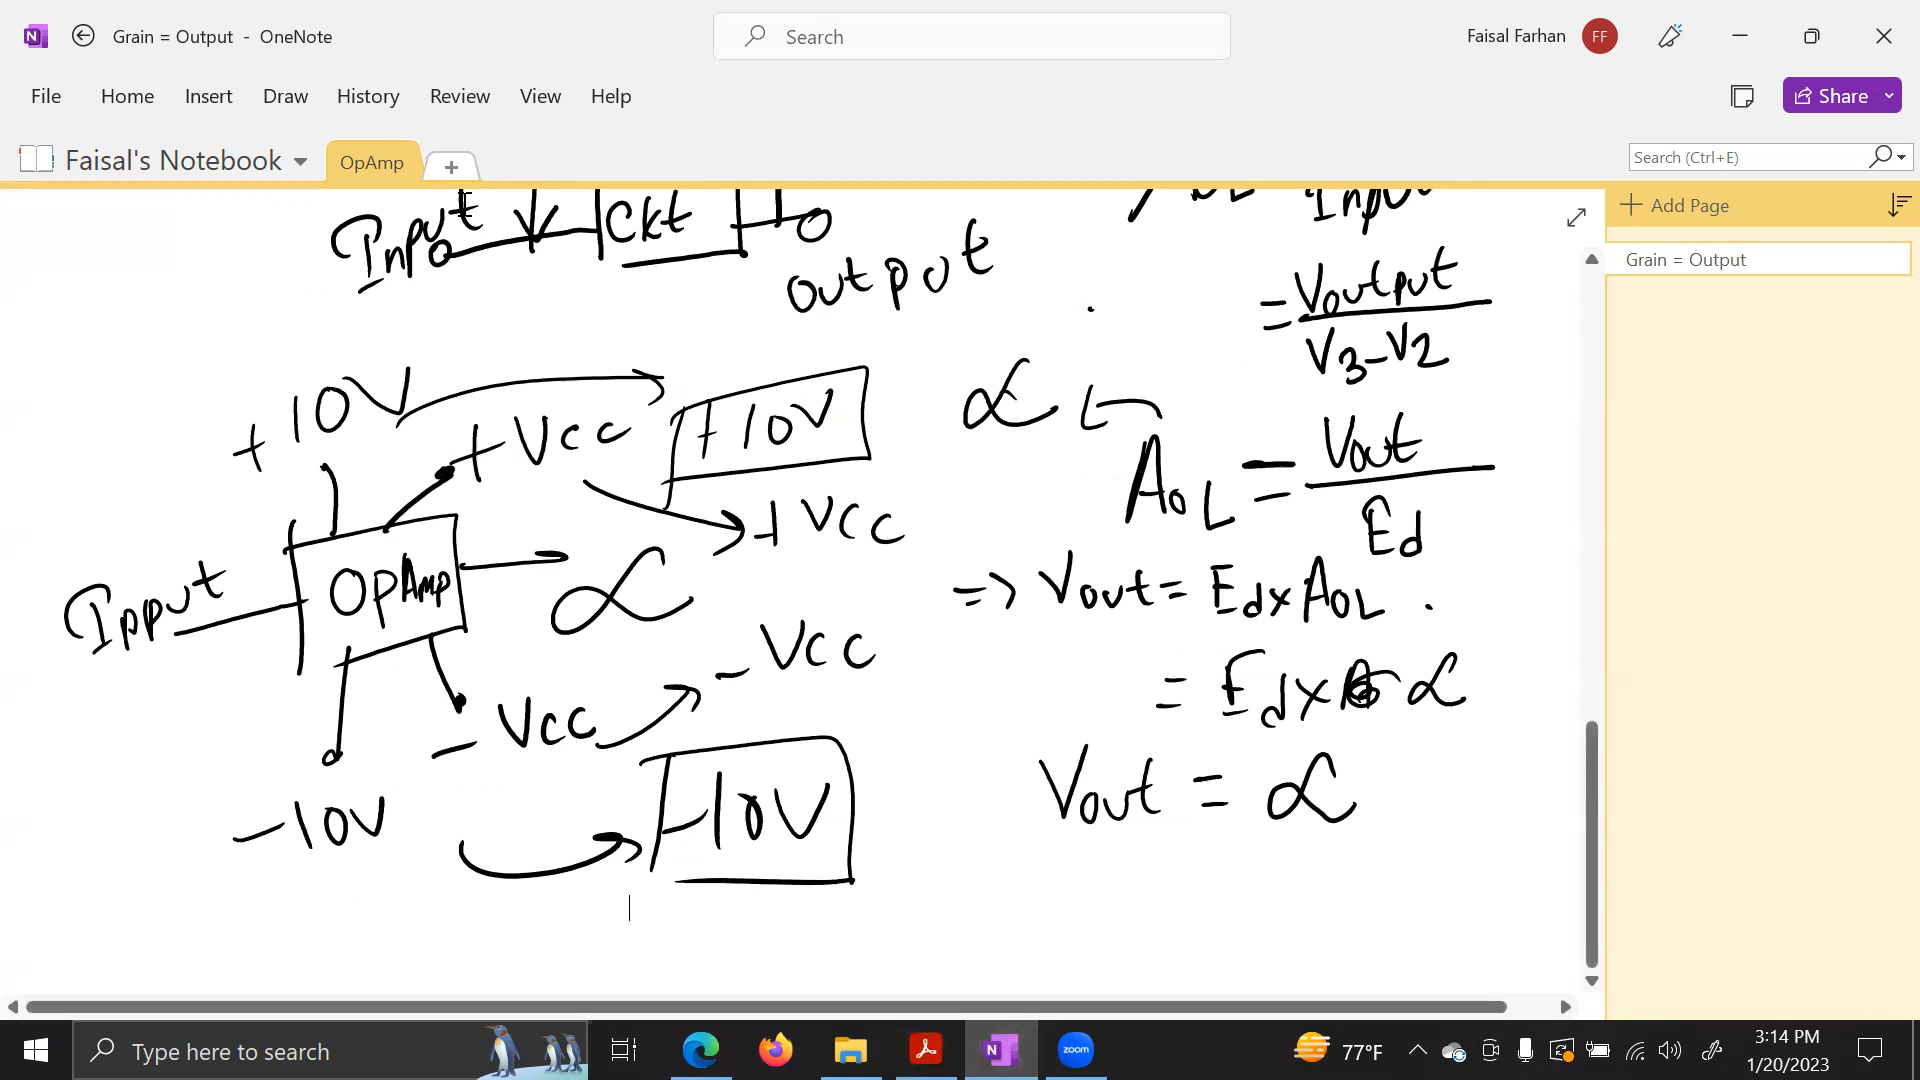 Grain = Output - OneNote
Search
Faisal Farhan
FF
File Home Insert Draw History Review View Help
Share
Faisal's Notebook
OpAmp
Search (Ctrl+E)
Add Page
Grain = Output
Input
Ckt
output
Input
= Voutput
V3-V2
+10V
+Vcc
+10V
∝
AOL = Vout
Ed
+Vcc
Ipput
OpAmp
∝
=> Vout = Ed x AOL .
-Vcc
= Ed x ∝
-Vcc
-10V
-10V
Vout = ∝
Type here to search
zoom
77°F
3:14 PM
1/20/2023